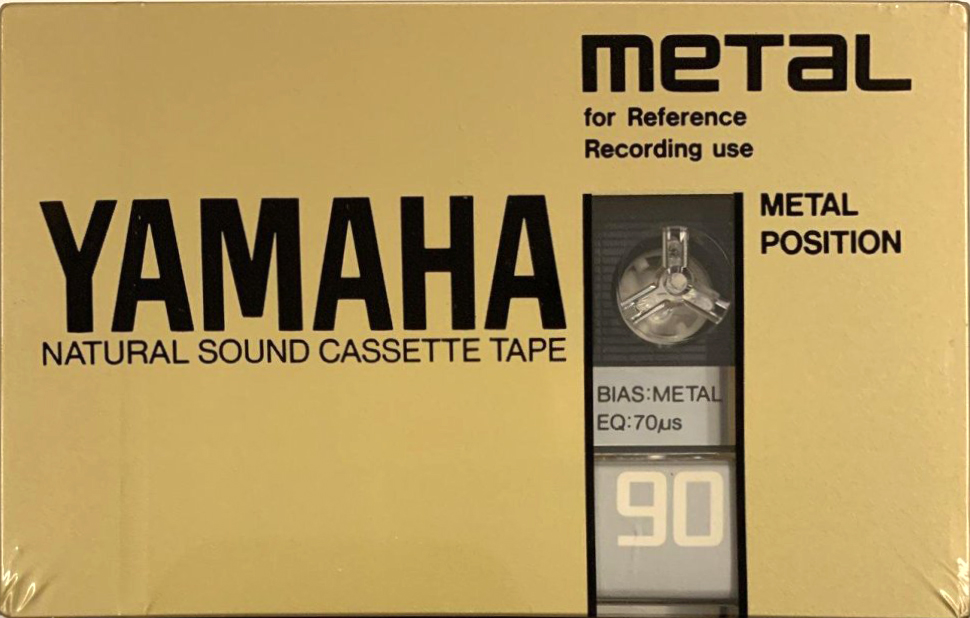 meTaL
for Reference
Recording use
YAMAHA
NATURAL SOUND CASSETTE TAPE
METAL
POSITION
BIAS:METAL
EQ:70µs
90